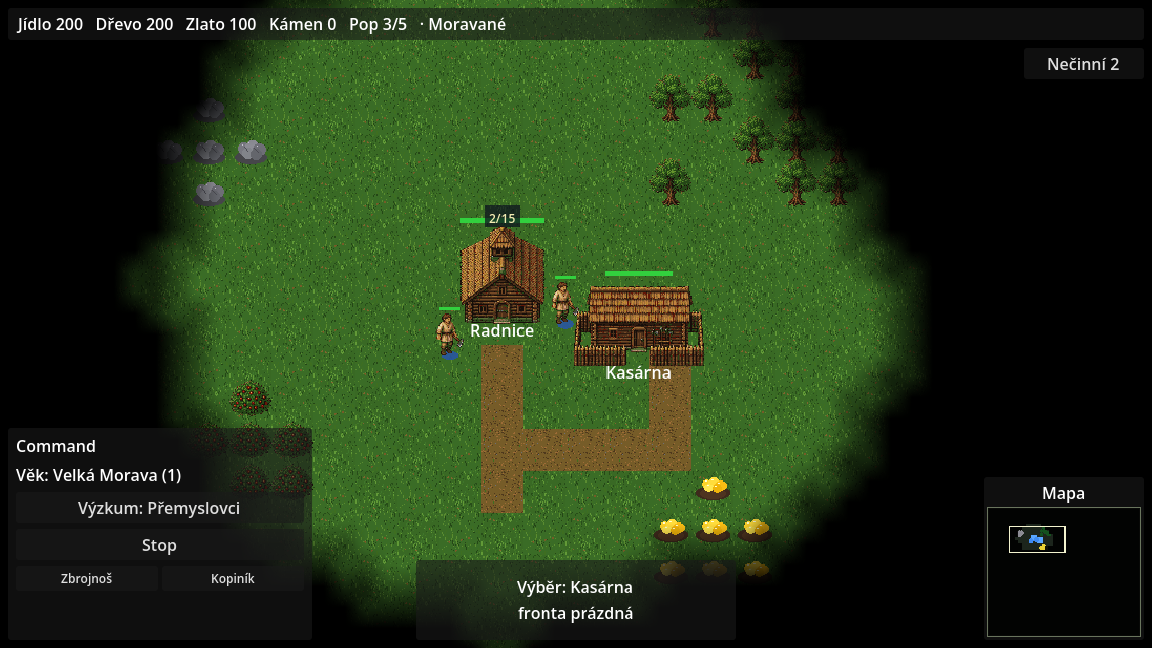 Jídlo 200 Dřevo 200 Zlato 100 Kámen 0 Pop 3/5 · Moravané
Nečinní 2
2/15
Radnice
Kasárna
Command
Věk: Velká Morava (1)
Výzkum: Přemyslovci
Stop
Zbrojnoš Kopiník
Výběr: Kasárna
fronta prázdná
Mapa